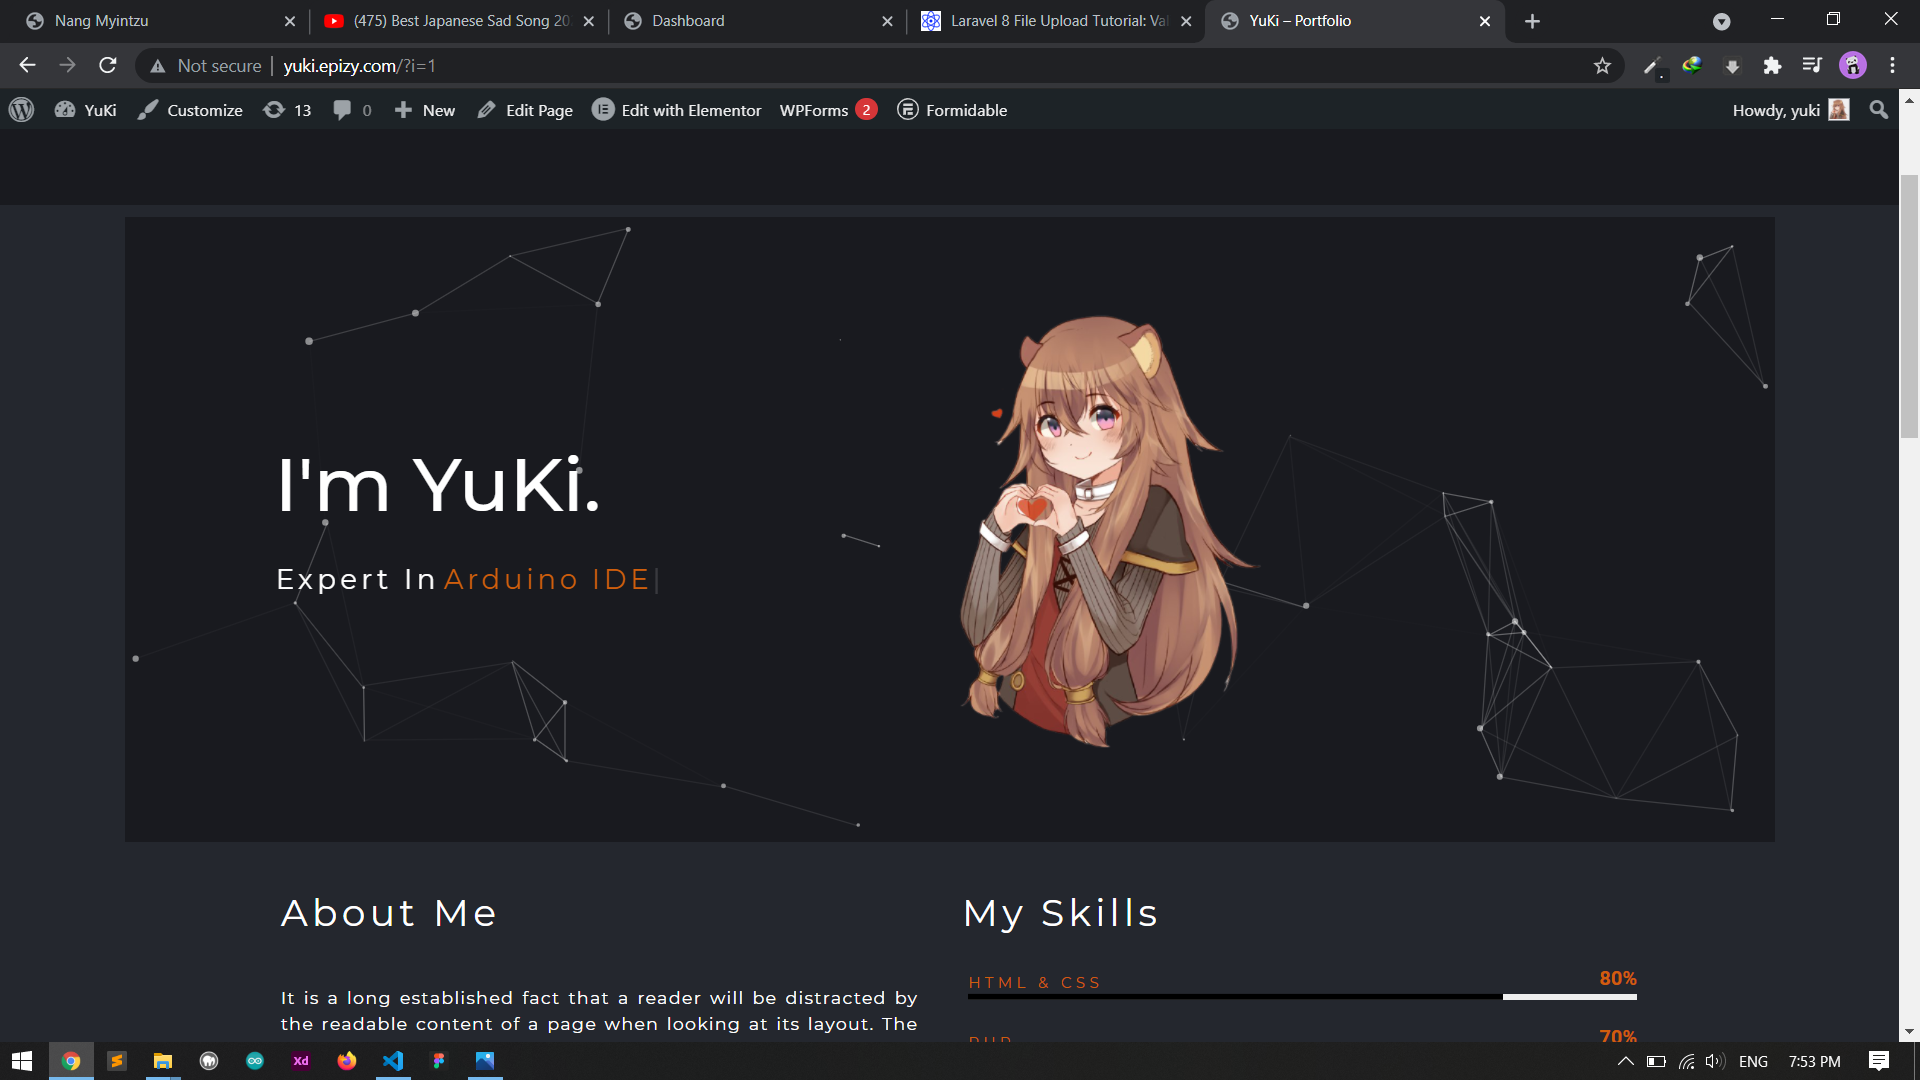 Nang Myintzu
(475) Best Japanese Sad Song 20
Dashboard
Laravel 8 File Upload Tutorial: Val
YuKi – Portfolio
Not secure
yuki.epizy.com/?i=1
YuKi
Customize
13
0
New
Edit Page
Edit with Elementor
WPForms 2
Formidable
Howdy, yuki
I'm YuKi.
Expert In Arduino IDE|
About Me
My Skills
HTML & CSS
80%
It is a long established fact that a reader will be distracted by
the readable content of a page when looking at its layout. The
PHP
70%
Xd
ENG
7:53 PM